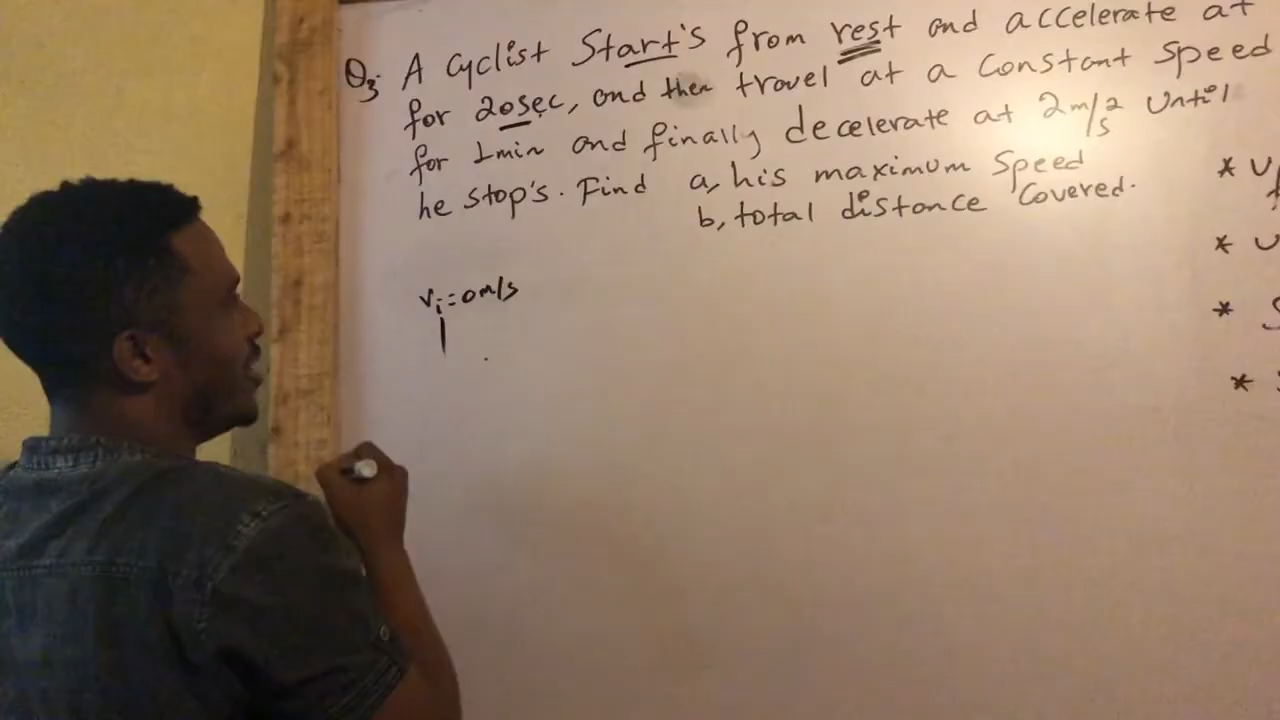 Q3. A cyclist Start's from rest and accelerate at
for 20sec, and then travel at a constant speed
for 1min and finally decelerate at 2m/s2 until
he stop's. Find a, his maximum Speed
b, total distance Covered.
vi=0m/s
*
*
*
*